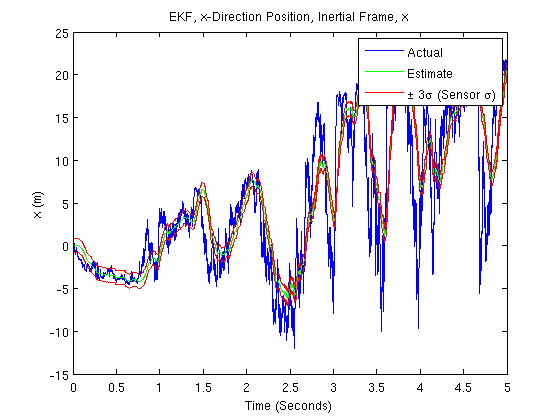 EKF, x-Direction Position, Inertial Frame, x
Actual
Estimate
± 3σ (Sensor σ)
25
20
15
10
5
0
-5
-10
-15
x (m)
0 0.5 1 1.5 2 2.5 3 3.5 4 4.5 5
Time (Seconds)